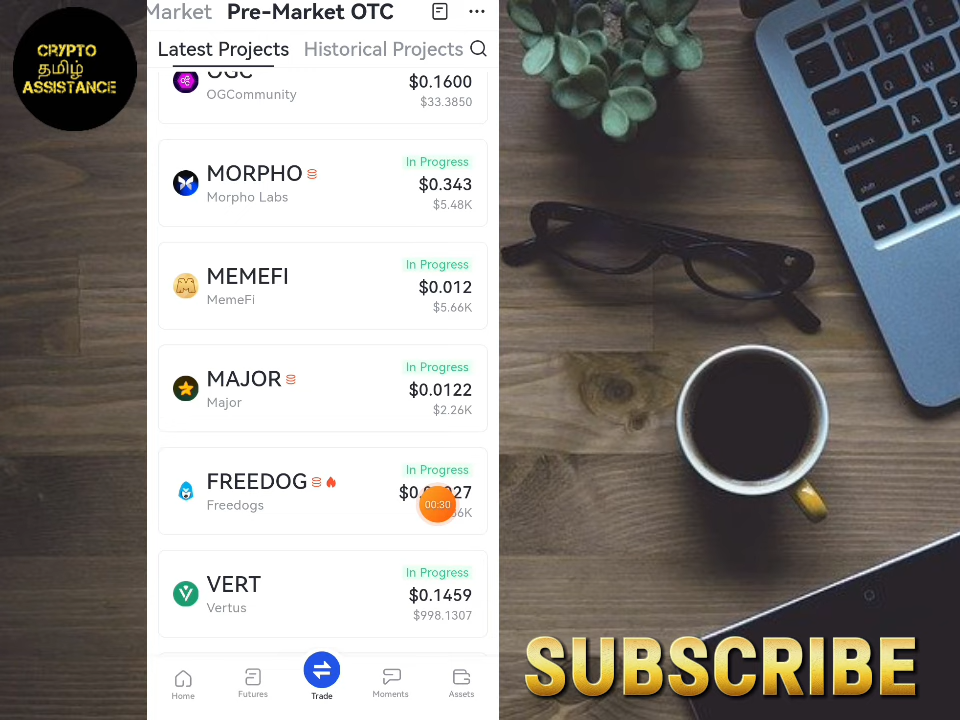 CRYPTO
தமிழ்
ASSISTANCE
Market Pre-Market OTC
Latest Projects Historical Projects
OGC $0.1600
OGCommunity $33.3850
In Progress
MORPHO $0.343
Morpho Labs $5.48K
In Progress
MEMEFI $0.012
MemeFi $5.66K
In Progress
MAJOR $0.0122
Major $2.26K
In Progress
FREEDOG
00:30
Freedogs
In Progress
VERT $0.1459
Vertus $998.1307
Home Futures Trade Moments Assets
SUBSCRIBE